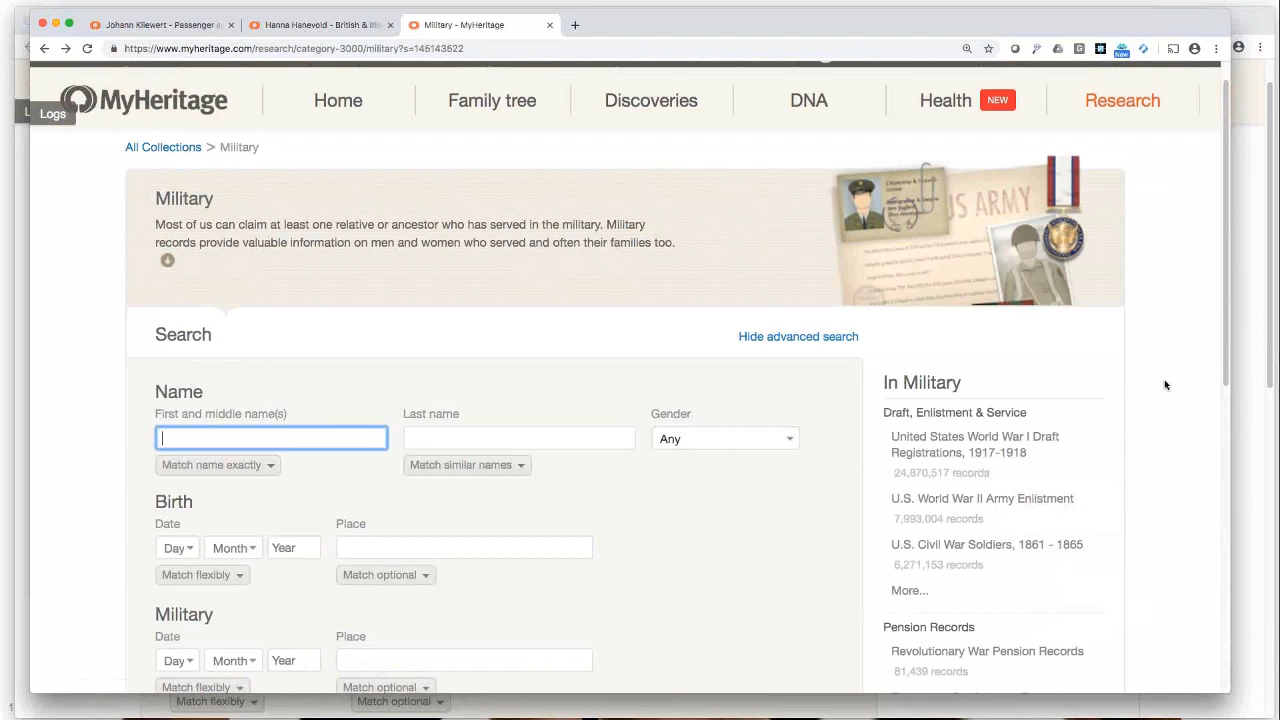 Johann Kliewert - Passenger a
Hanna Hanevold - British & Iris
Military - MyHeritage
https://www.myheritage.com/research/category-3000/military?s=145143522
New
MyHeritage
Home
Family tree
Discoveries
DNA
Health NEW
Research
Logs
All Collections > Military
Military
Most of us can claim at least one relative or ancestor who has served in the military. Military
records provide valuable information on men and women who served and often their families too.
US ARMY
Search
Hide advanced search
Name
First and middle name(s)
Last name
Gender
Any
Match name exactly
Match similar names
Birth
Date
Place
Day
Month
Year
Match flexibly
Match optional
Military
Date
Place
Day
Month
Year
Match flexibly
Match optional
Match flexibly
Match optional
In Military
Draft, Enlistment & Service
United States World War I Draft
Registrations, 1917-1918
24,870,517 records
U.S. World War II Army Enlistment
7,993,004 records
U.S. Civil War Soldiers, 1861 - 1865
6,271,153 records
More...
Pension Records
Revolutionary War Pension Records
81,439 records